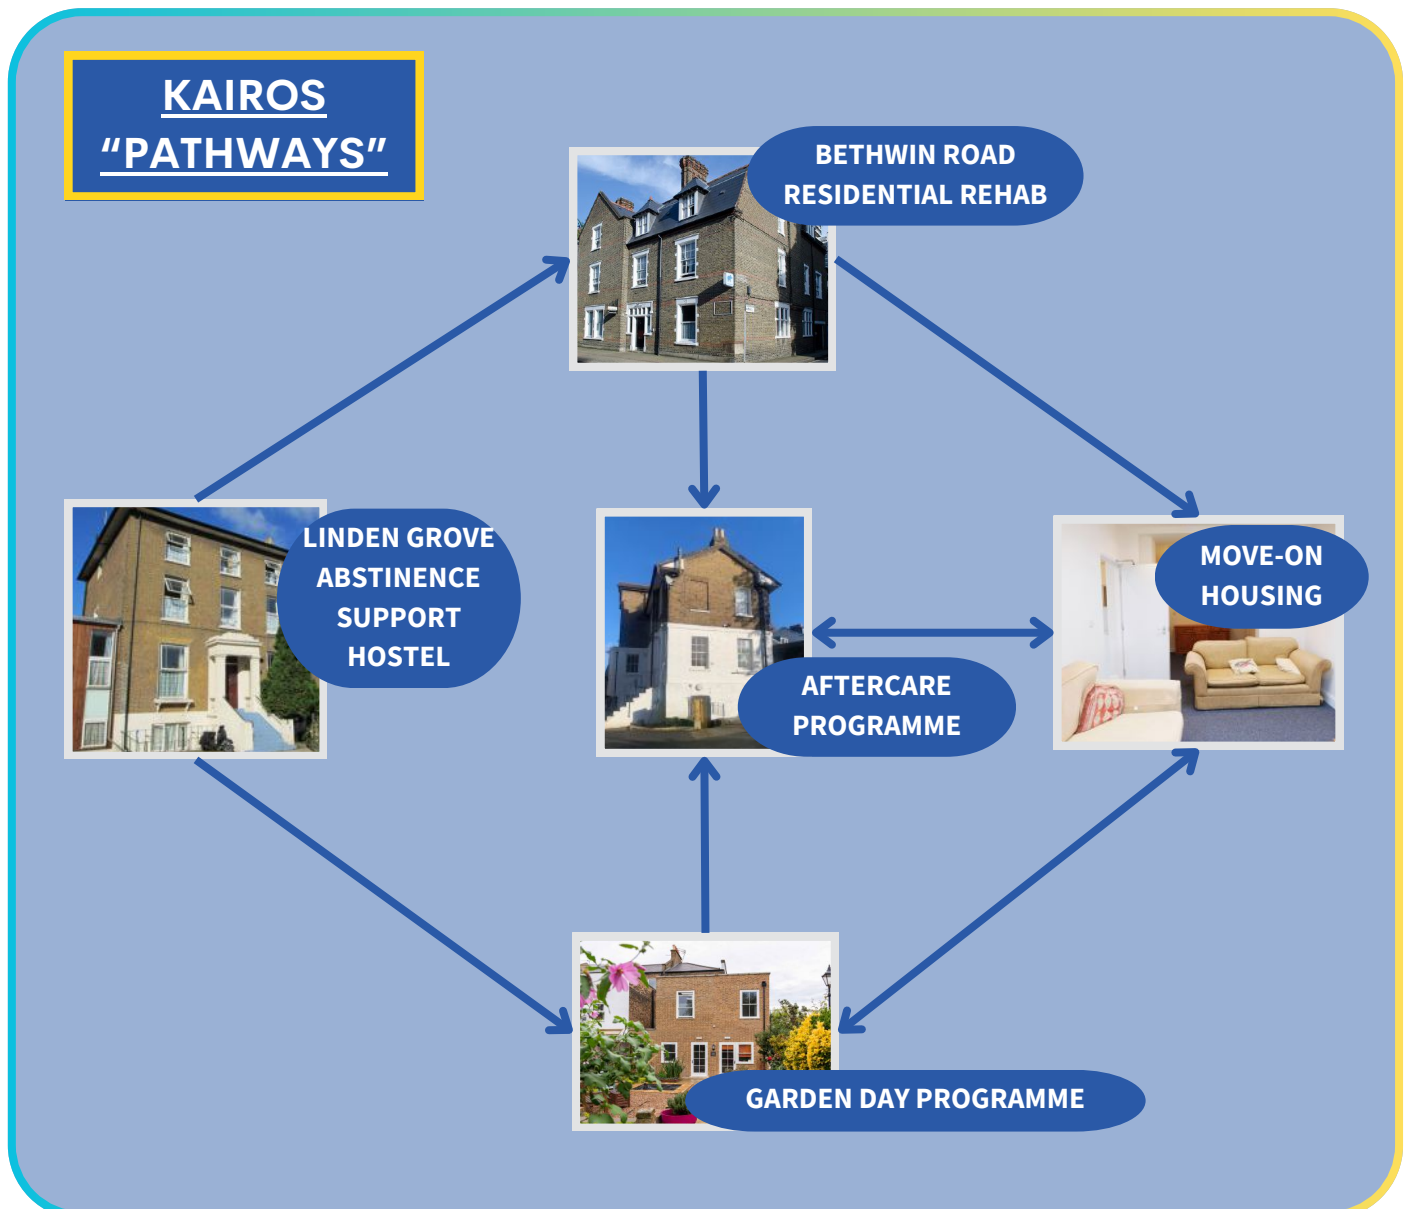 KAIROS
“PATHWAYS”
BETHWIN ROAD
RESIDENTIAL REHAB
LINDEN GROVE
ABSTINENCE
SUPPORT
HOSTEL
MOVE-ON
HOUSING
AFTERCARE
PROGRAMME
GARDEN DAY PROGRAMME